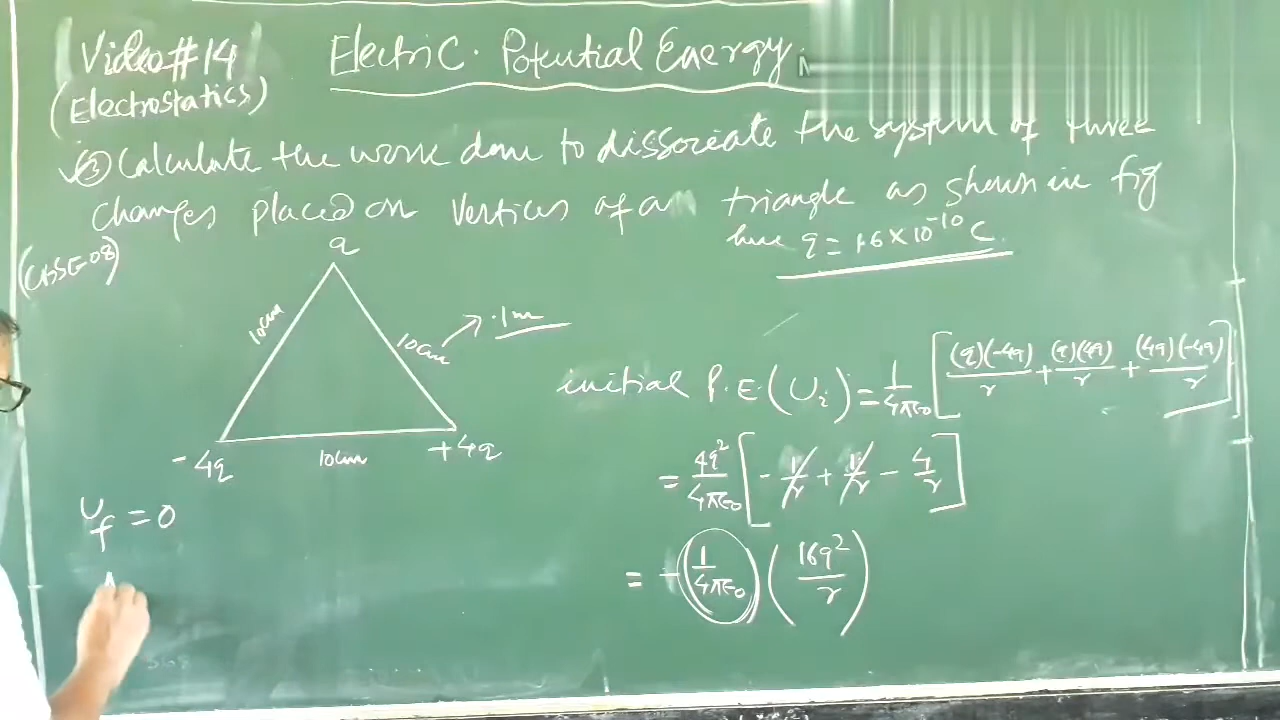 Video#14
(Electrostatics)
Electric Potential Energy
③ Calculate the work done to dissociate the system of three
charges placed on vertices of a triangle as shown in fig
here q = 1.6 × 10⁻¹⁰ C.
(CBSE-08)
q
10cm
10cm → .1m
-4q
10cm
+4q
initial P.E (Uᵢ) = 1/4πε₀ [(q)(-4q)/r + (q)(4q)/r + (4q)(-4q)/r]
= 4q²/4πε₀ [-1/r + 1/r - 4/r]
= -(1/4πε₀)(16q²/r)
U_f = 0